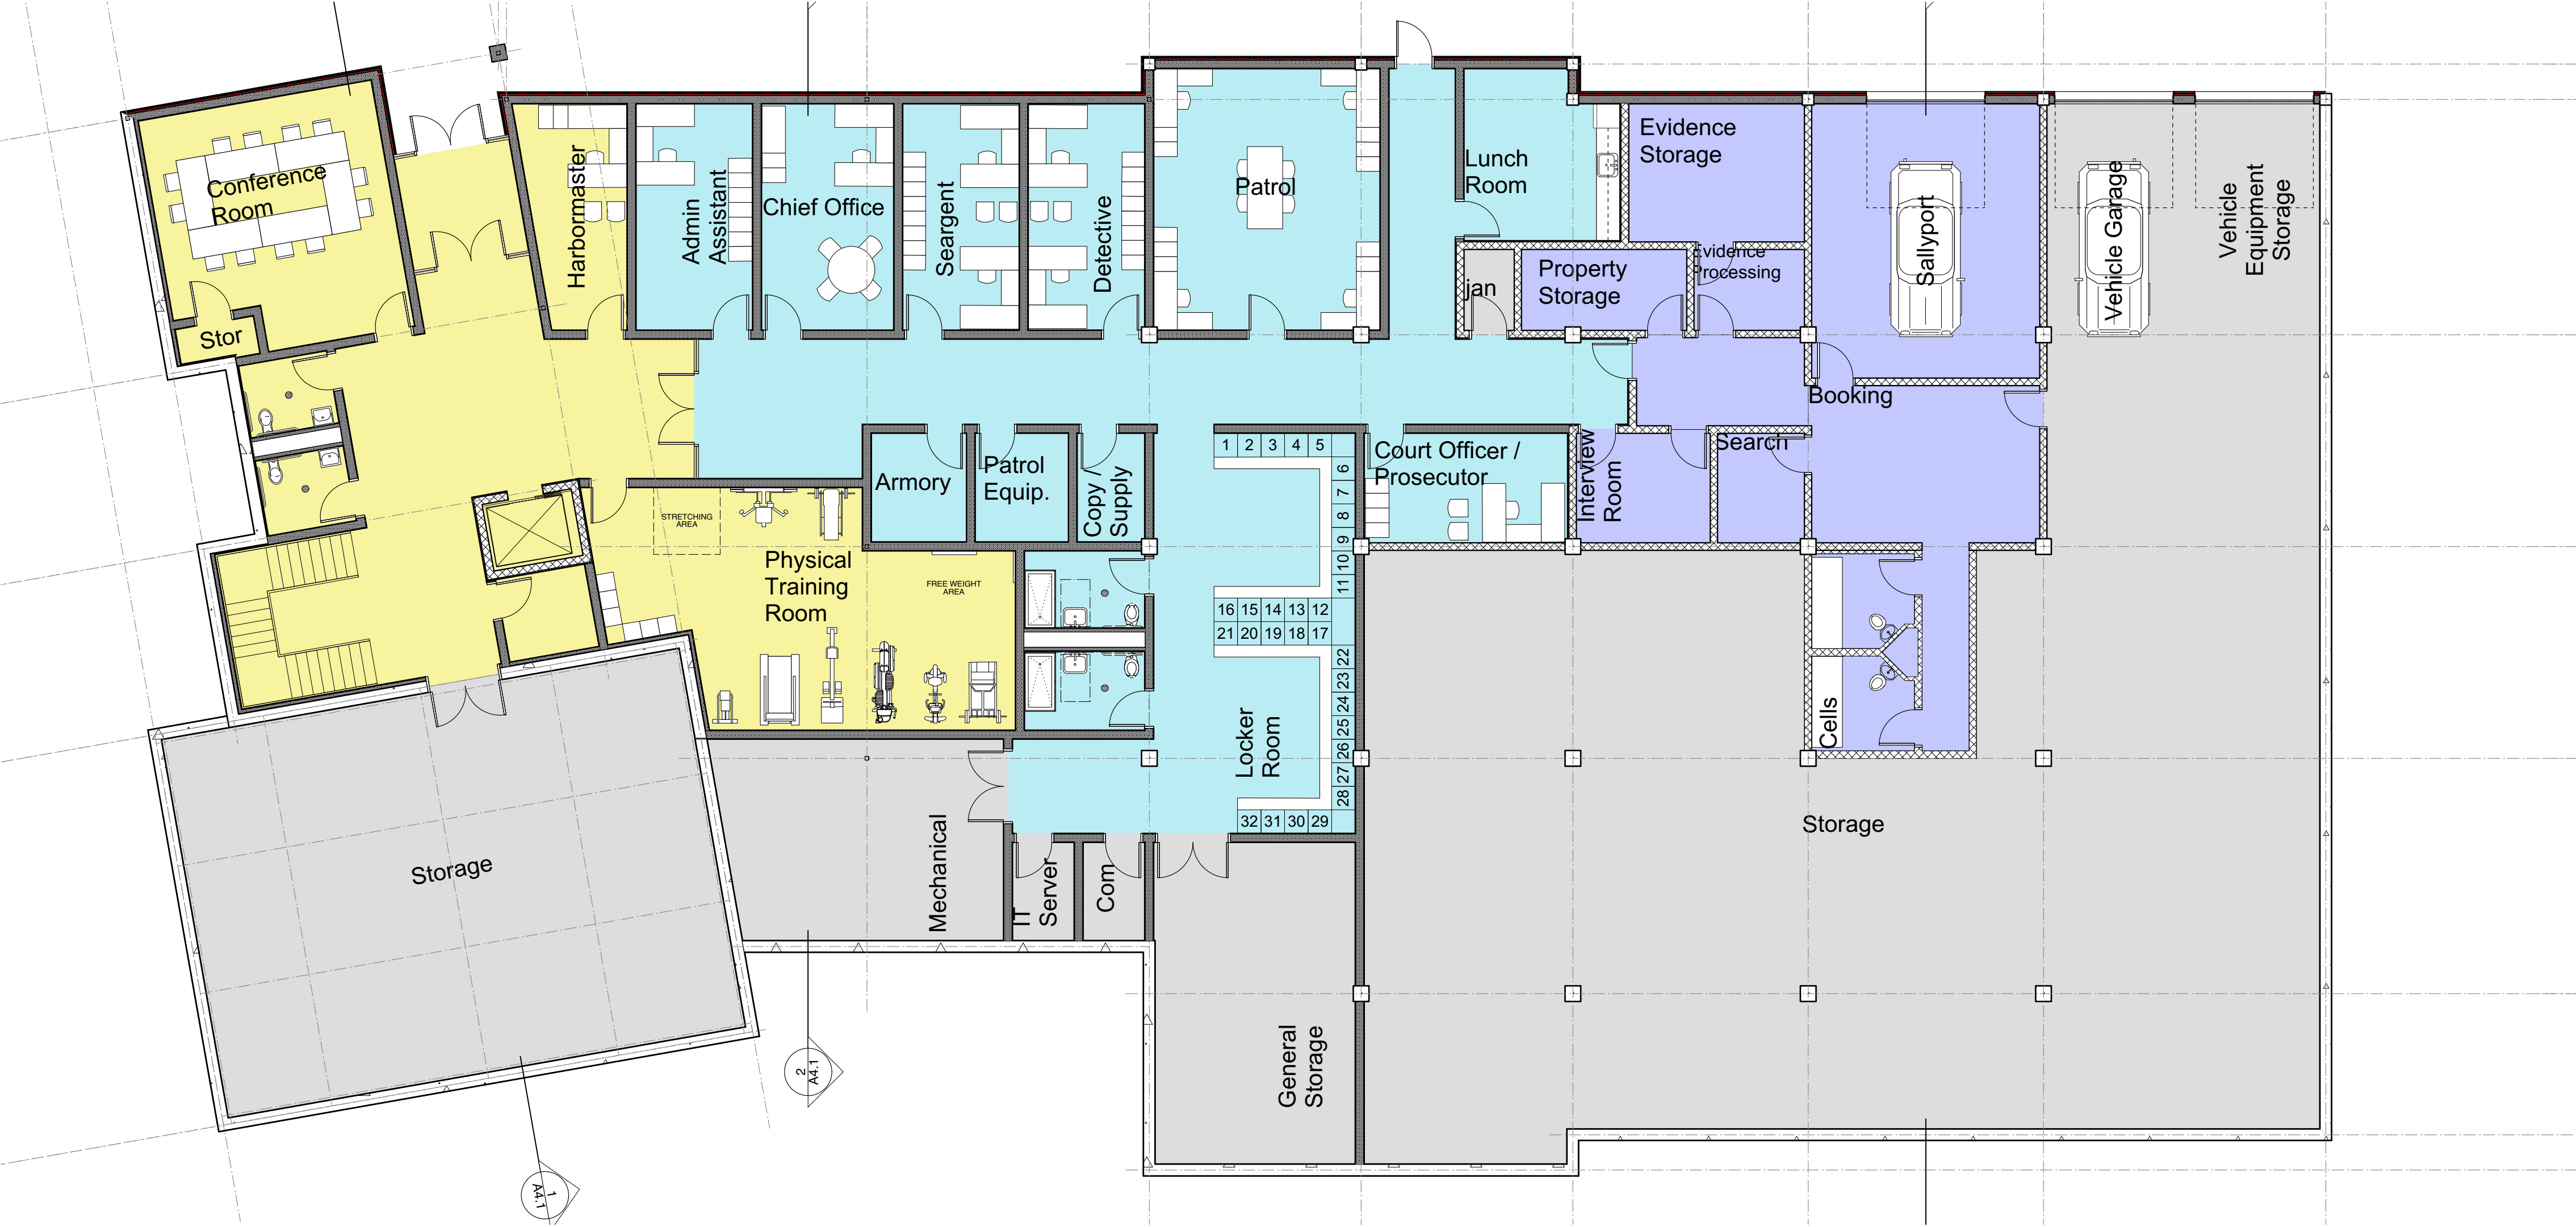 Conference
Room
Stor
Harbormaster
Admin
Assistant
Chief Office
Seargent
Detective
Patrol
Lunch
Room
jan
Evidence
Storage
Property
Storage
Evidence
Processing
Sallyport
Vehicle Garage
Vehicle
Equipment
Storage
Booking
Search
Interview
Room
Court Officer /
Prosecutor
Armory
Patrol
Equip.
Copy /
Supply
1 2 3 4 5
6
7
8
9
10
11
16 15 14 13 12
21 20 19 18 17
22
23
24
25
26
27
28
32 31 30 29
Locker
Room
STRETCHING
AREA
Physical
Training
Room
FREE WEIGHT
AREA
Cells
Storage
Storage
Mechanical
IT
Server
Com
General
Storage
2
A4.1
1
A4.1